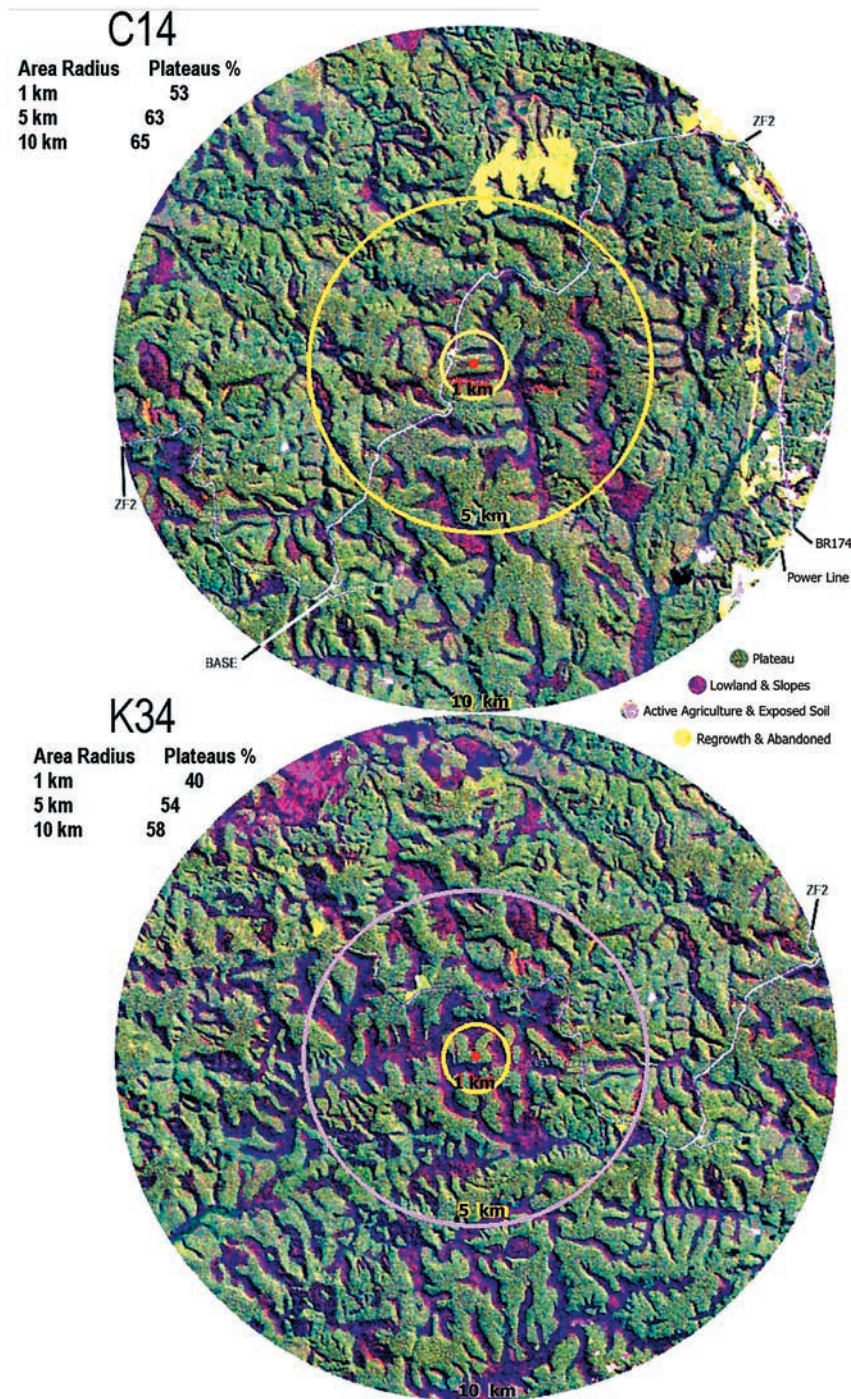 C14
Area Radius Plateaus %
1 km 53
5 km 63
10 km 65
ZF2
1 km
ZF2
5 km
BR174
Power Line
BASE
Plateau
10 km
Lowland & Slopes
Active Agriculture & Exposed Soil
Regrowth & Abandoned
K34
Area Radius Plateaus %
1 km 40
5 km 54
10 km 58
ZF2
1 km
5 km
10 km